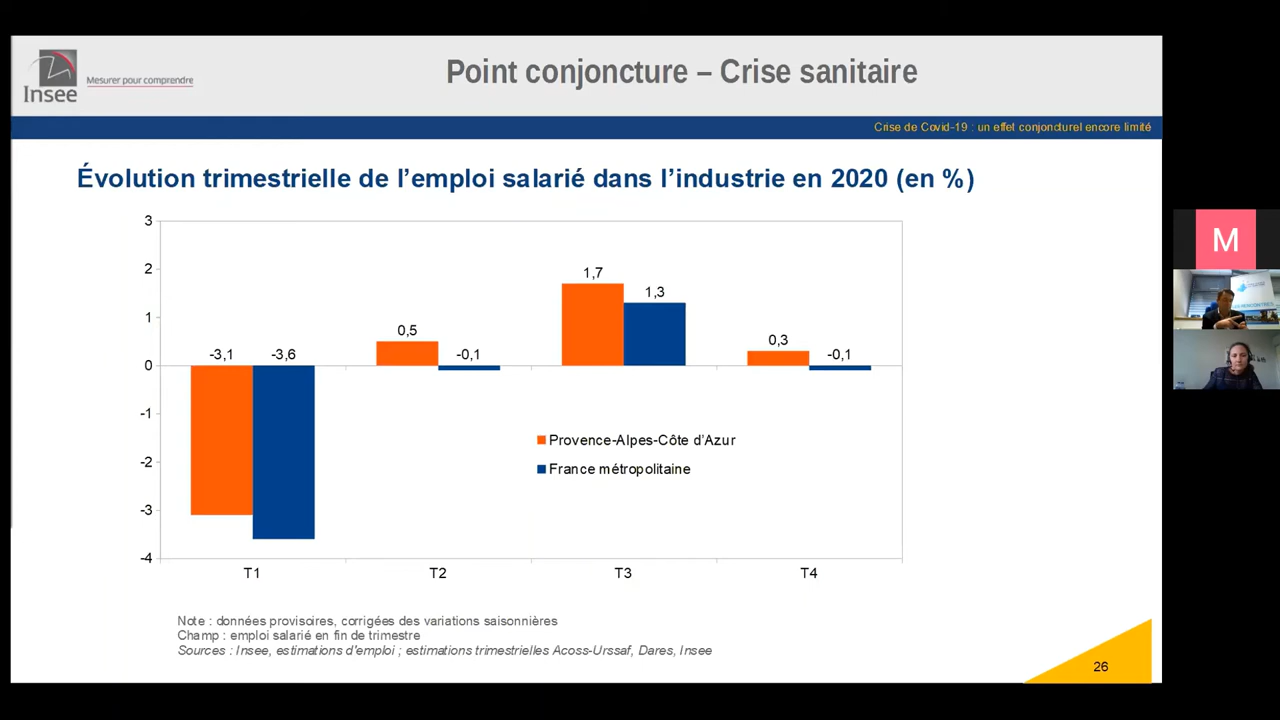 Insee
Mesurer pour comprendre
Point conjoncture – Crise sanitaire
Crise de Covid-19 : un effet conjoncturel encore limité
Évolution trimestrielle de l’emploi salarié dans l’industrie en 2020 (en %)
3
2
1
0
-1
-2
-3
-4
-3,1
-3,6
0,5
-0,1
1,7
1,3
0,3
-0,1
Provence-Alpes-Côte d’Azur
France métropolitaine
T1
T2
T3
T4
Note : données provisoires, corrigées des variations saisonnières
Champ : emploi salarié en fin de trimestre
Sources : Insee, estimations d'emploi ; estimations trimestrielles Acoss-Urssaf, Dares, Insee
26
M
RENCONTRES